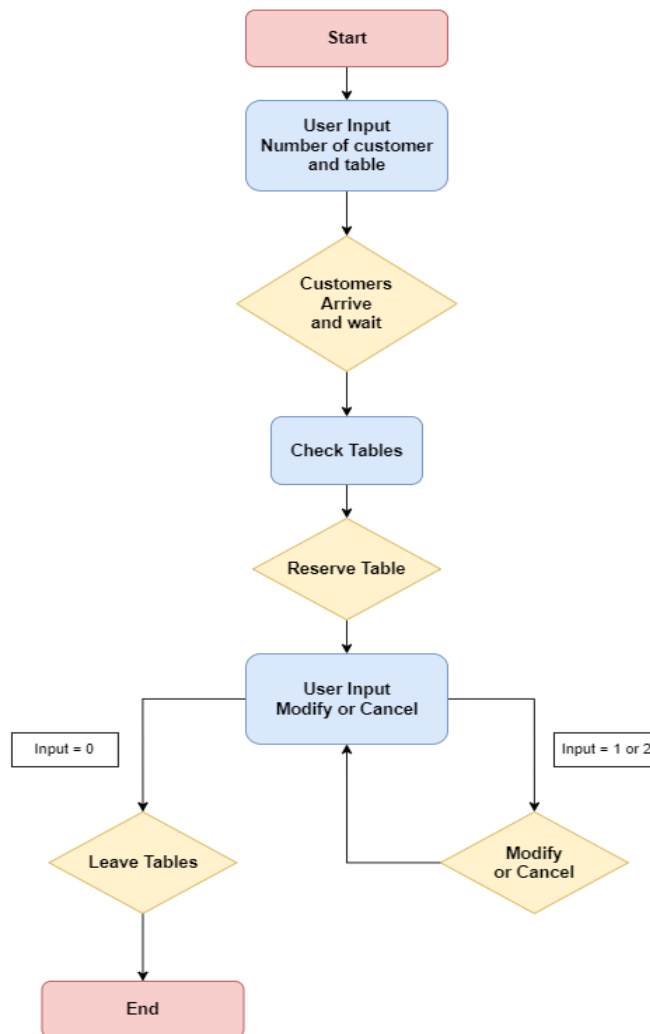 Start
User Input
Number of customer
and table
Customers
Arrive
and wait
Check Tables
Reserve Table
User Input
Modify or Cancel
Input = 0
Input = 1 or 2
Leave Tables
Modify
or Cancel
End